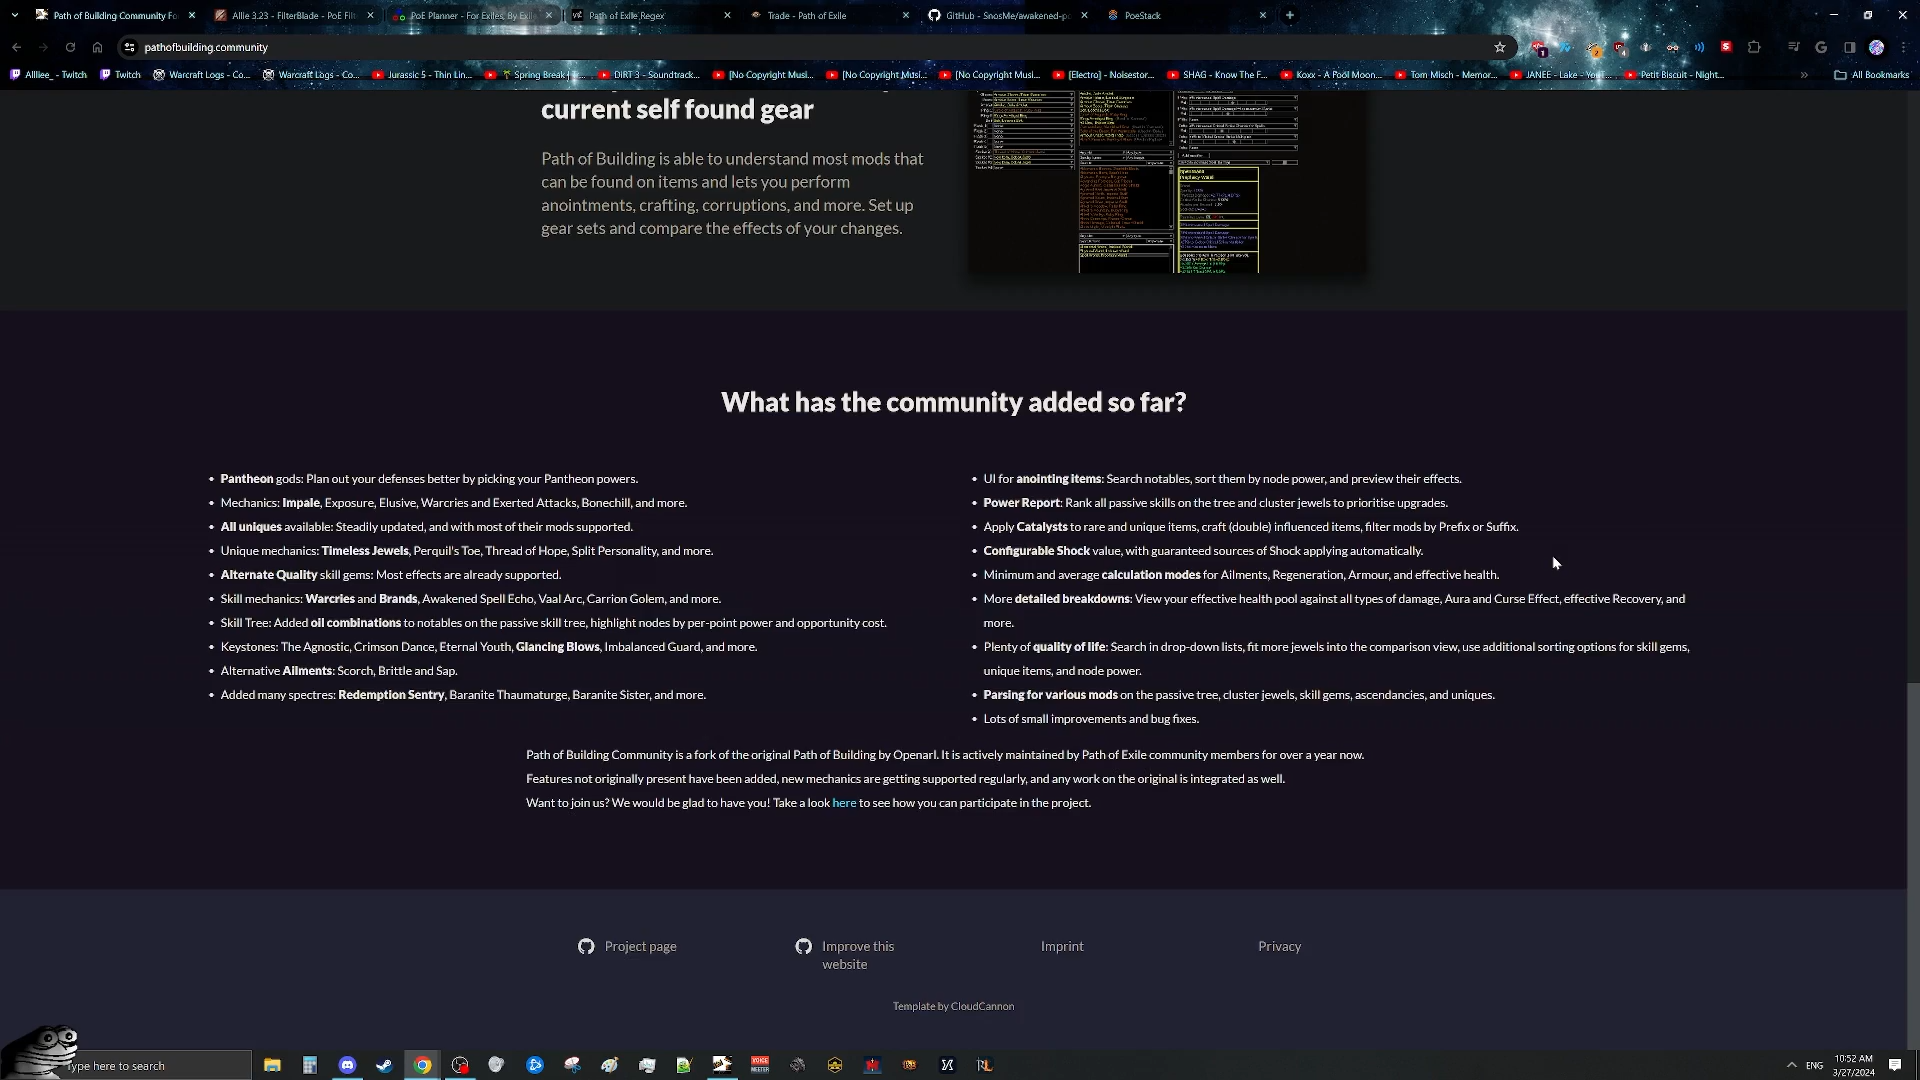 Path of Building Community Fo
Allie 3.23 - FilterBlade - PoE Filt
PoE Planner - For Exiles, By Exile
Path of Exile Regex
Trade - Path of Exile
GitHub - SnosMe/awakened-po
PoeStack
pathofbuilding.community
Allliee_ - Twitch
Twitch
Warcraft Logs - Co...
Warcraft Logs - Co...
Jurassic 5 - Thin Lin...
Spring Break
DiRT 3 - Soundtrack...
[No Copyright Musi...
[No Copyright Musi...
[No Copyright Musi...
[Electro] - Noisestor...
SHAG - Know The F...
Koxx - A Pool Moon...
Tom Misch - Memor...
JANEE - Lake - YouT...
Petit Biscuit - Night...
All Bookmarks
current self found gear
Path of Building is able to understand most mods that
can be found on items and lets you perform
anointments, crafting, corruptions, and more. Set up
gear sets and compare the effects of your changes.
What has the community added so far?
Pantheon gods: Plan out your defenses better by picking your Pantheon powers.
Mechanics: Impale, Exposure, Elusive, Warcries and Exerted Attacks, Bonechill, and more.
All uniques available: Steadily updated, and with most of their mods supported.
Unique mechanics: Timeless Jewels, Perquil's Toe, Thread of Hope, Split Personality, and more.
Alternate Quality skill gems: Most effects are already supported.
Skill mechanics: Warcries and Brands, Awakened Spell Echo, Vaal Arc, Carrion Golem, and more.
Skill Tree: Added oil combinations to notables on the passive skill tree, highlight nodes by per-point power and opportunity cost.
Keystones: The Agnostic, Crimson Dance, Eternal Youth, Glancing Blows, Imbalanced Guard, and more.
Alternative Ailments: Scorch, Brittle and Sap.
Added many spectres: Redemption Sentry, Baranite Thaumaturge, Baranite Sister, and more.
UI for anointing items: Search notables, sort them by node power, and preview their effects.
Power Report: Rank all passive skills on the tree and cluster jewels to prioritise upgrades.
Apply Catalysts to rare and unique items, craft (double) influenced items, filter mods by Prefix or Suffix.
Configurable Shock value, with guaranteed sources of Shock applying automatically.
Minimum and average calculation modes for Ailments, Regeneration, Armour, and effective health.
More detailed breakdowns: View your effective health pool against all types of damage, Aura and Curse Effect, effective Recovery, and
more.
Plenty of quality of life: Search in drop-down lists, fit more jewels into the comparison view, use additional sorting options for skill gems,
unique items, and node power.
Parsing for various mods on the passive tree, cluster jewels, skill gems, ascendancies, and uniques.
Lots of small improvements and bug fixes.
Path of Building Community is a fork of the original Path of Building by Openarl. It is actively maintained by Path of Exile community members for over a year now.
Features not originally present have been added, new mechanics are getting supported regularly, and any work on the original is integrated as well.
Want to join us? We would be glad to have you! Take a look here to see how you can participate in the project.
Project page
Improve this
website
Imprint
Privacy
Template by CloudCannon
Type here to search
ENG
10:52 AM
3/27/2024